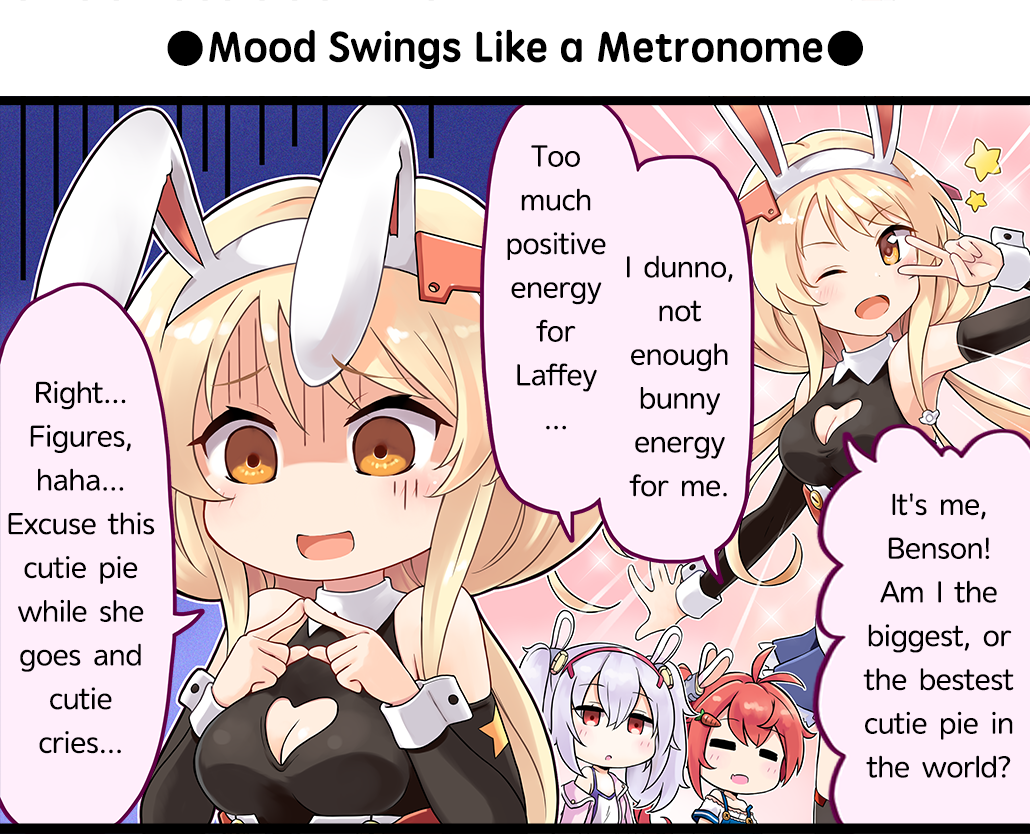 ●Mood Swings Like a Metronome●
It's me,
Benson!
Am I the
biggest, or
the bestest
cutie pie in
the world?
I dunno,
not
enough
bunny
energy
for me.
Too
much
positive
energy
for
Laffey
...
Right...
Figures,
haha...
Excuse this
cutie pie
while she
goes and
cutie
cries...